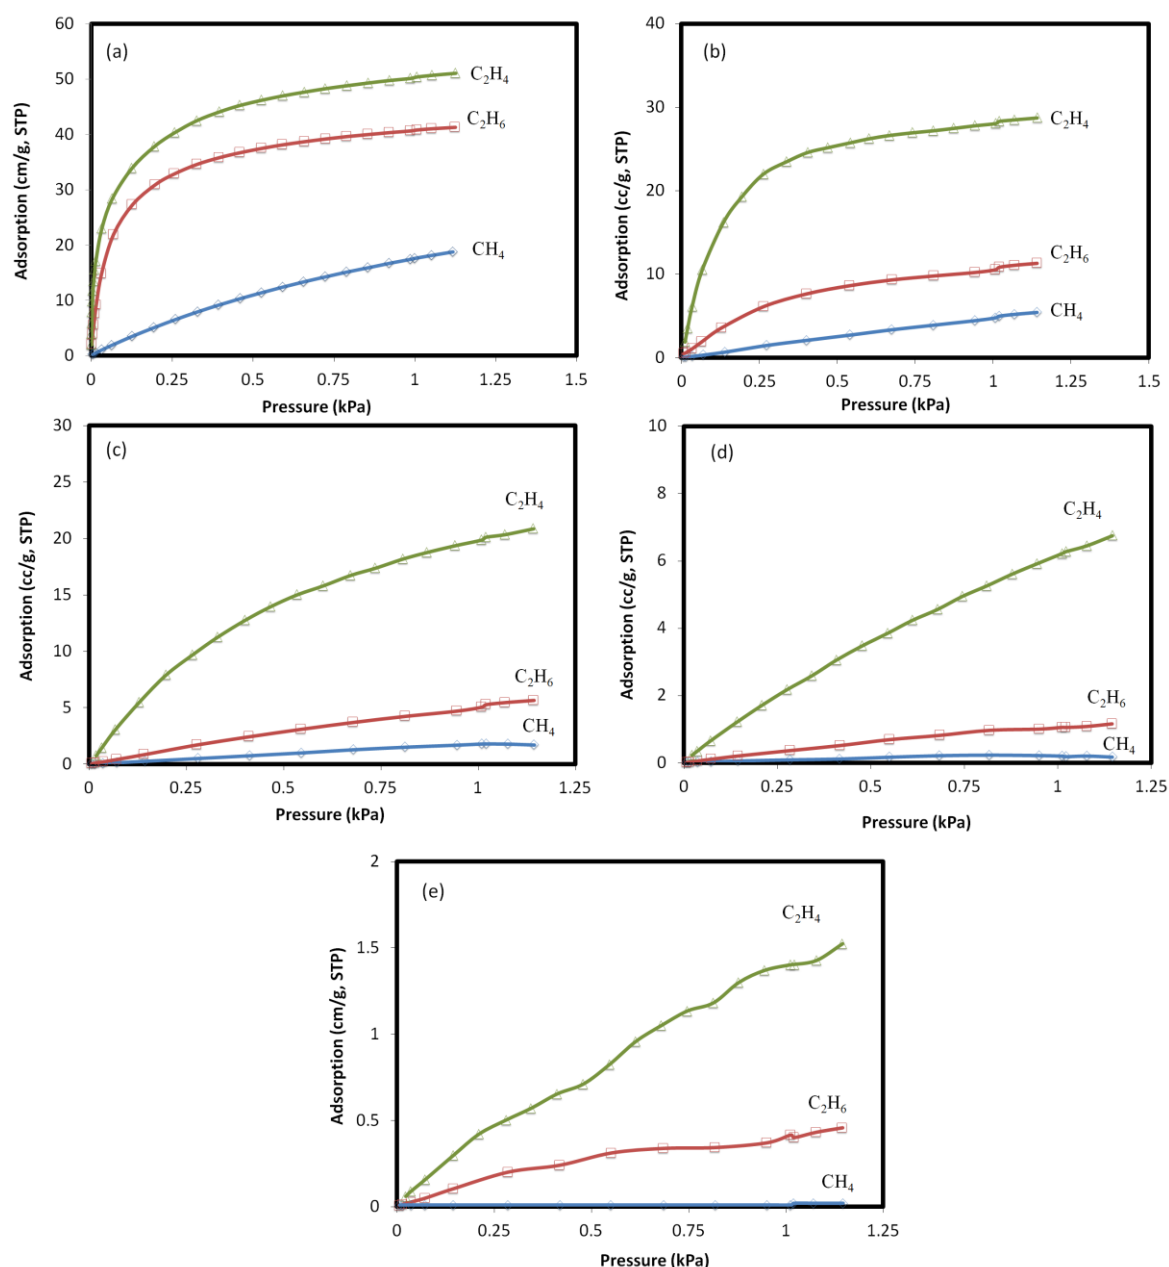 (a)
60
50
40
30
20
10
0
Adsorption (cm/g, STP)
C₂H₄
C₂H₆
CH₄
0 0.25 0.5 0.75 1 1.25 1.5
Pressure (kPa)
(b)
40
30
20
10
0
Adsorption (cc/g, STP)
C₂H₄
C₂H₆
CH₄
0 0.25 0.5 0.75 1 1.25 1.5
Pressure (kPa)
(c)
30
25
20
15
10
5
0
Adsorption (cc/g, STP)
C₂H₄
C₂H₆
CH₄
0 0.25 0.5 0.75 1 1.25
Pressure (kPa)
(d)
10
8
6
4
2
0
Adsorption (cc/g, STP)
C₂H₄
C₂H₆
CH₄
0 0.25 0.5 0.75 1 1.25
Pressure (kPa)
(e)
2
1.5
1
0.5
0
Adsorption (cm/g, STP)
C₂H₄
C₂H₆
CH₄
0 0.25 0.5 0.75 1 1.25
Pressure (kPa)